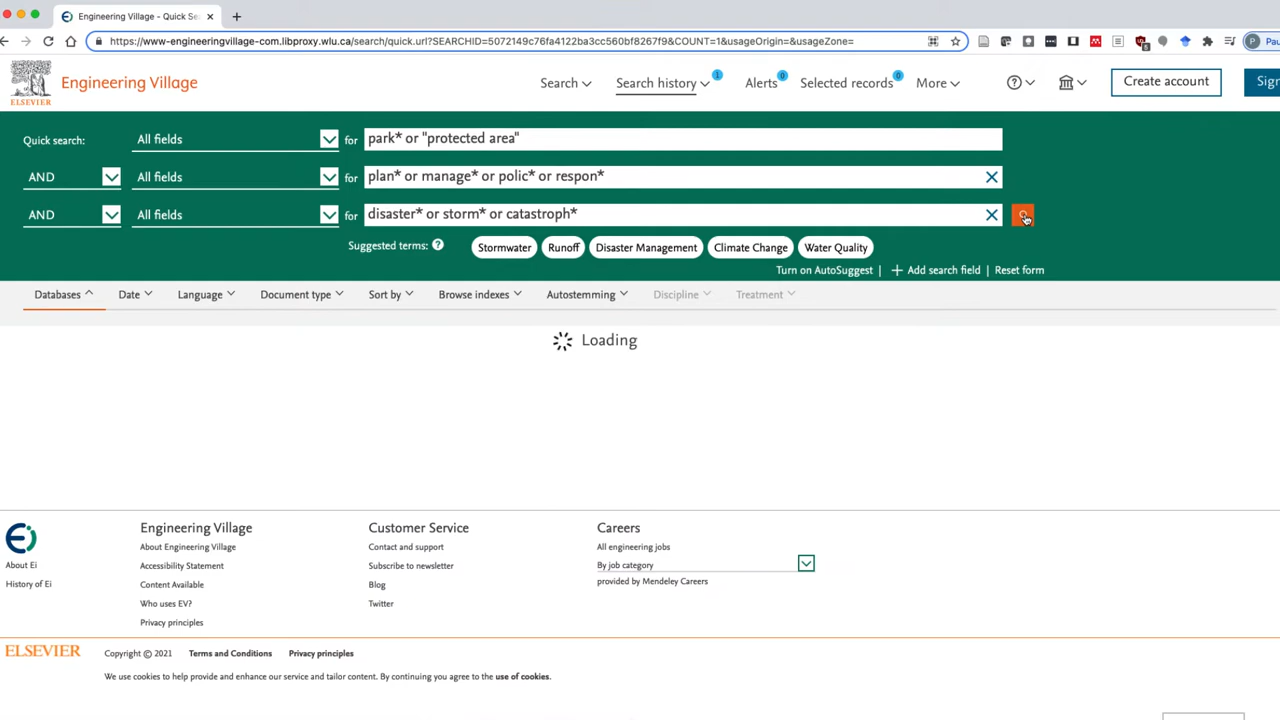 Engineering Village - Quick Se
https://www-engineeringvillage-com.libproxy.wlu.ca/search/quick.url?SEARCHID=5072149c76fa4122ba3cc560bf8267f9&COUNT=1&usageOrigin=&usageZone=
P Pau
ELSEVIER
Engineering Village
Search
Search history 1
Alerts 0
Selected records 0
More
?
Create account
Sign
Quick search: All fields for park* or "protected area"
AND All fields for plan* or manage* or polic* or respon*
AND All fields for disaster* or storm* or catastroph*
Suggested terms: ? Stormwater Runoff Disaster Management Climate Change Water Quality
Turn on AutoSuggest | + Add search field | Reset form
Databases Date Language Document type Sort by Browse indexes Autostemming Discipline Treatment
Loading
Ei
About Ei
History of Ei
Engineering Village
About Engineering Village
Accessibility Statement
Content Available
Who uses EV?
Privacy principles
Customer Service
Contact and support
Subscribe to newsletter
Blog
Twitter
Careers
All engineering jobs
By job category
provided by Mendeley Careers
ELSEVIER
Copyright © 2021 Terms and Conditions Privacy principles
We use cookies to help provide and enhance our service and tailor content. By continuing you agree to the use of cookies.